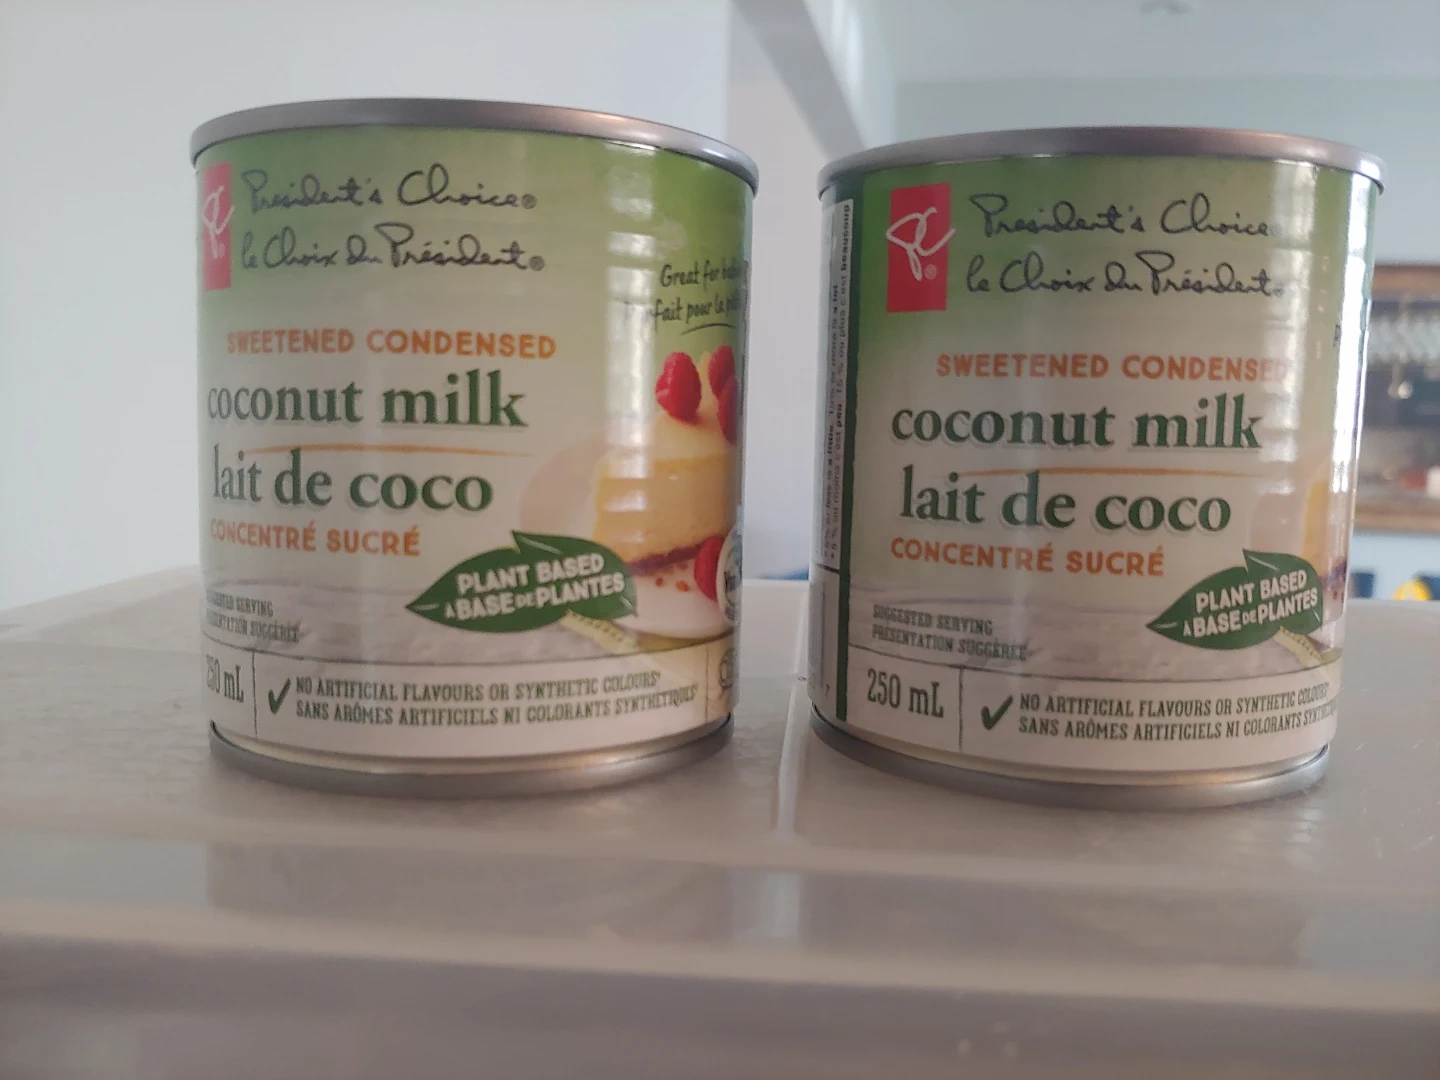 President's Choice®
le Choix du Président®
Great for
fait pour la
SWEETENED CONDENSED
coconut milk
lait de coco
CONCENTRÉ SUCRÉ
PLANT BASED
À BASE DE PLANTES
SERVING
PRÉSENTATION SUGGÉRÉE
250 mL
NO ARTIFICIAL FLAVOURS OR SYNTHETIC COLOURS
SANS ARÔMES ARTIFICIELS NI COLORANTS SYNTHÉTIQUES
President's Choice
le Choix du Président®
SWEETENED CONDENSED
coconut milk
lait de coco
CONCENTRÉ SUCRÉ
PLANT BASED
À BASE DE PLANTES
SUGGESTED SERVING
PRÉSENTATION SUGGÉRÉE
250 mL
NO ARTIFICIAL FLAVOURS OR SYNTHETIC COLOURS
SANS ARÔMES ARTIFICIELS NI COLORANTS